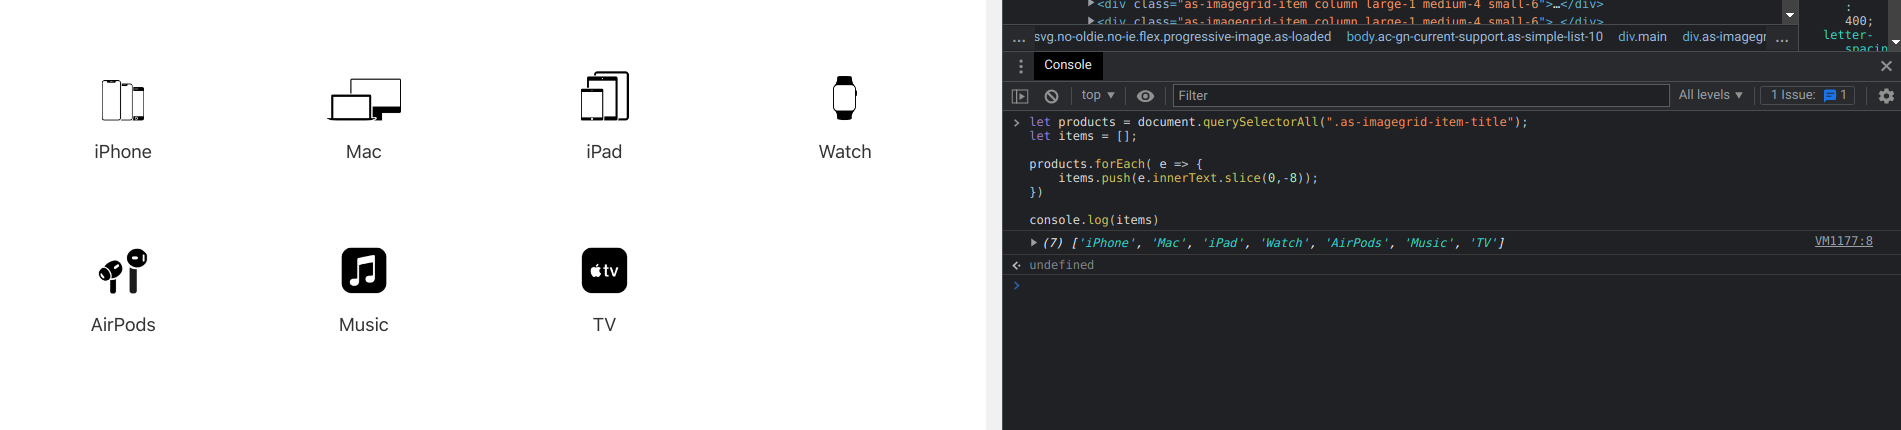 iPhone
Mac
iPad
Watch
AirPods
Music
tv
TV
<div class="as-imagegrid-item column large-1 medium-4 small-6">…</div>
<div class="as-imagegrid-item column large-1 medium-4 small-6"> </div>
:
400;
letter-
spacin
... svg.no-oldie.no-ie.flex.progressive-image.as-loaded body.ac-gn-current-support.as-simple-list-10 div.main div.as-imagegr ...
Console
top Filter All levels 1 Issue: 1
let products = document.querySelectorAll(".as-imagegrid-item-title");
let items = [];
products.forEach( e => {
items.push(e.innerText.slice(0,-8));
})
console.log(items)
(7) ['iPhone', 'Mac', 'iPad', 'Watch', 'AirPods', 'Music', 'TV'] VM1177:8
undefined